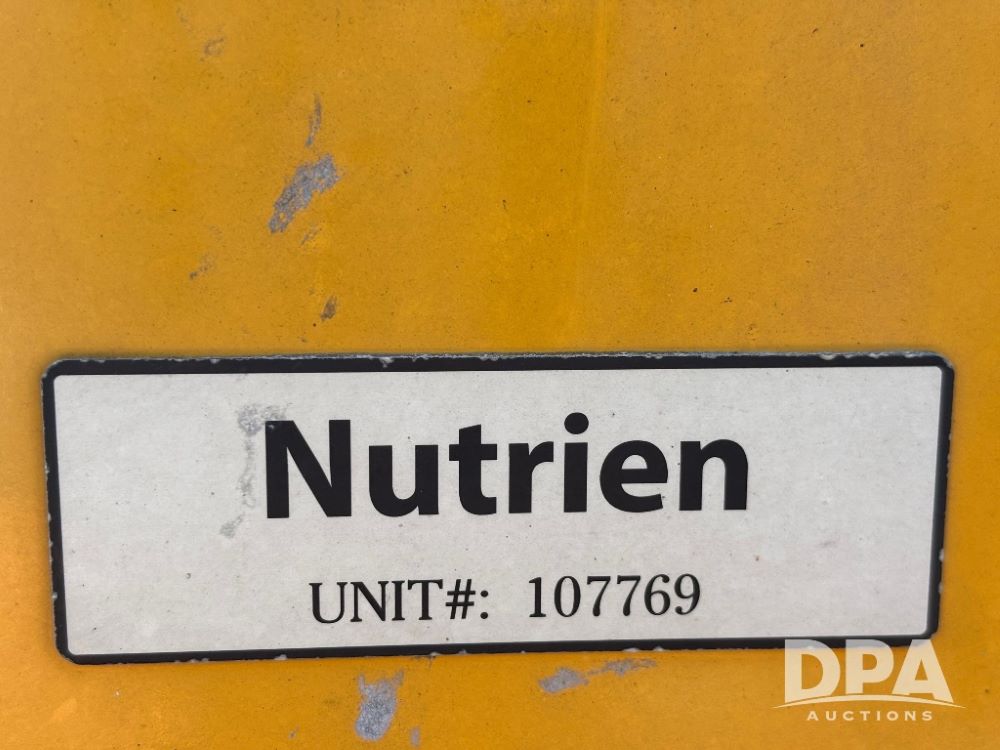 Nutrien
UNIT#: 107769
DPA
AUCTIONS